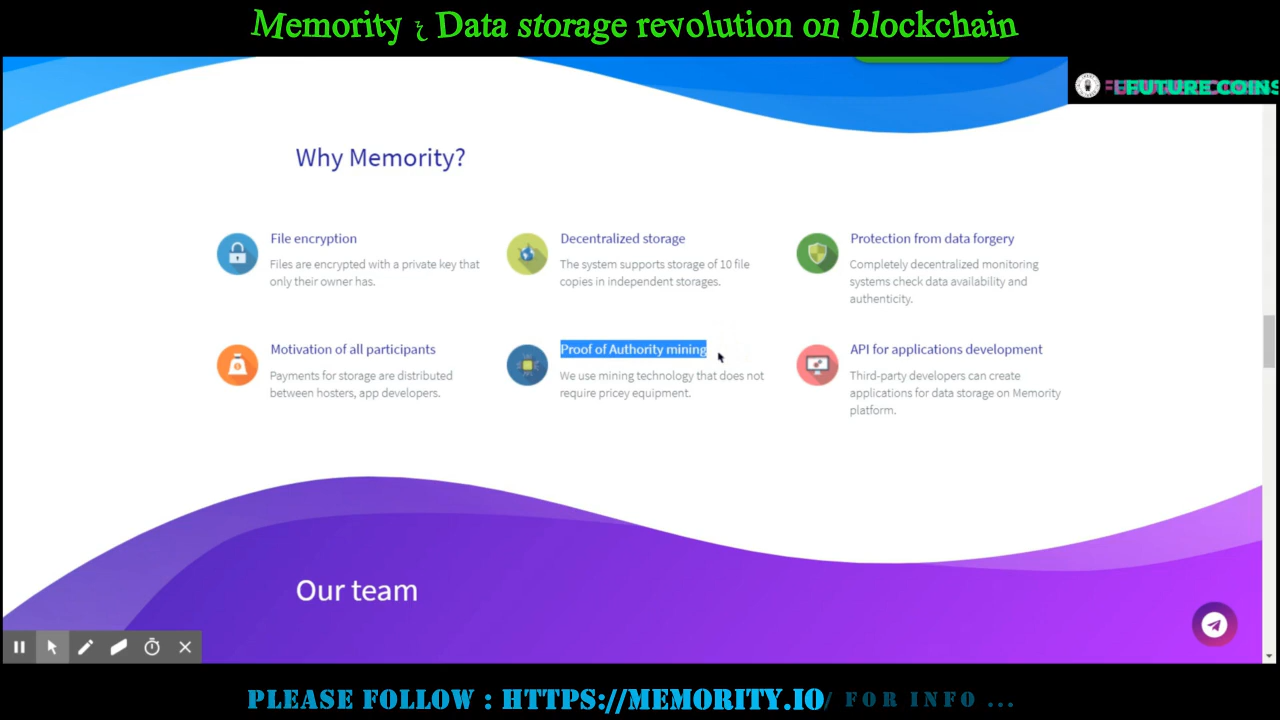 Memority : Data storage revolution on blockchain
FUTURE COINS
Why Memority?
File encryption
Files are encrypted with a private key that
only their owner has.
Decentralized storage
The system supports storage of 10 file
copies in independent storages.
Protection from data forgery
Completely decentralized monitoring
systems check data availability and
authenticity.
Motivation of all participants
Payments for storage are distributed
between hosters, app developers.
Proof of Authority mining
We use mining technology that does not
require pricey equipment.
API for applications development
Third-party developers can create
applications for data storage on Memority
platform.
Our team
PLEASE FOLLOW : HTTPS://MEMORITY.IO/ FOR INFO ...